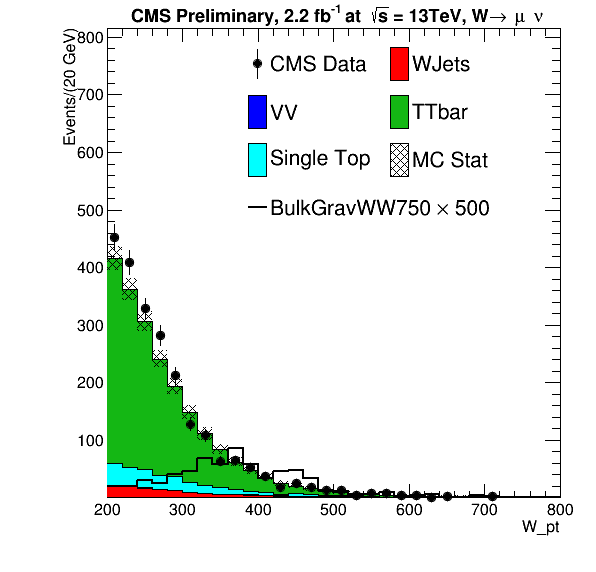 CMS Preliminary, 2.2 fb⁻¹ at √s = 13TeV, W→ μ ν
Events/(20 GeV)
800
700
600
500
400
300
200
100
CMS Data
WJets
VV
TTbar
Single Top
MC Stat
BulkGravWW750 × 500
200 300 400 500 600 700 800
W_pt